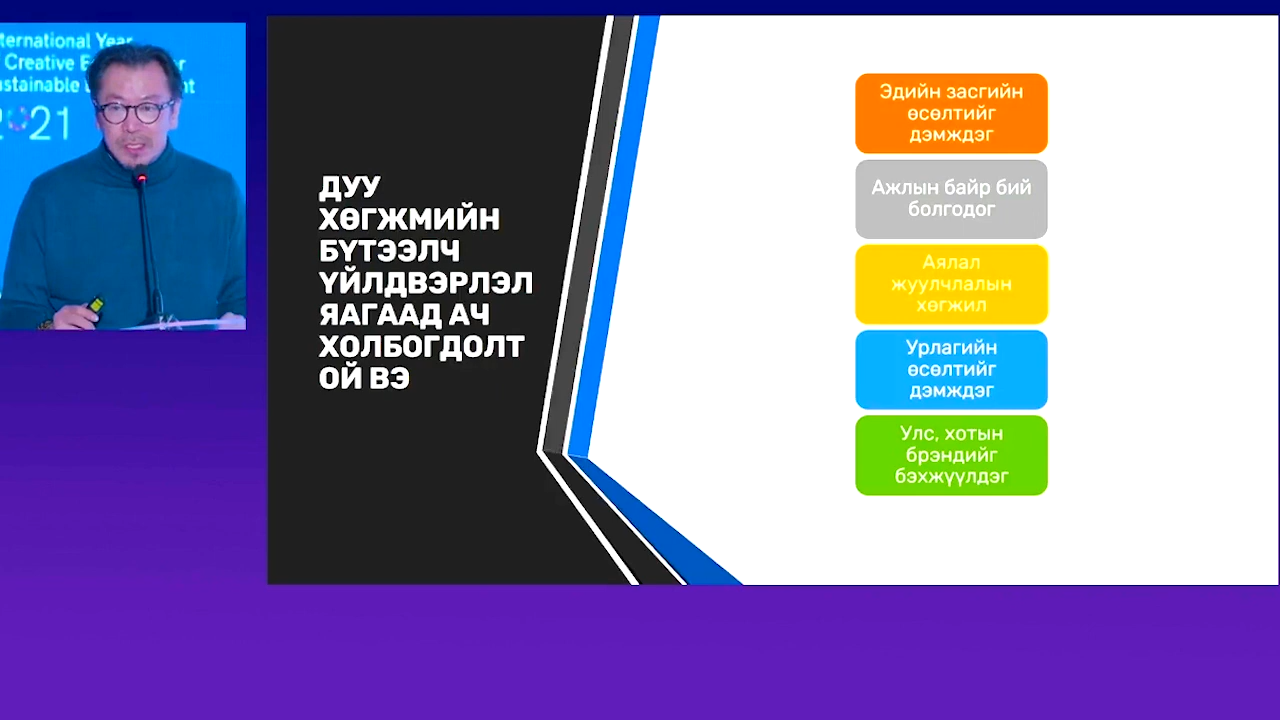 International Year
Creative
Sustainable
2021
ДУУ
ХӨГЖМИЙН
БҮТЭЭЛЧ
ҮЙЛДВЭРЛЭЛ
ЯАГААД АЧ
ХОЛБОГДОЛТ
ОЙ ВЭ
Эдийн засгийн
өсөлтийг
дэмждэг
Ажлын байр бий
болгодог
Аялал
жуулчлалын
хөгжил
Урлагийн
өсөлтийг
дэмждэг
Улс, хотын
брэндийг
бэхжүүлдэг